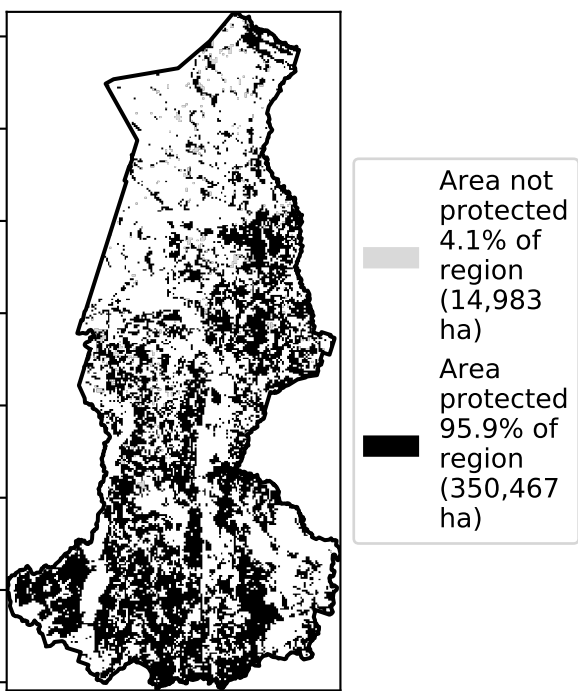 Area not
protected
4.1% of
region
(14,983
ha)
Area
protected
95.9% of
region
(350,467
ha)